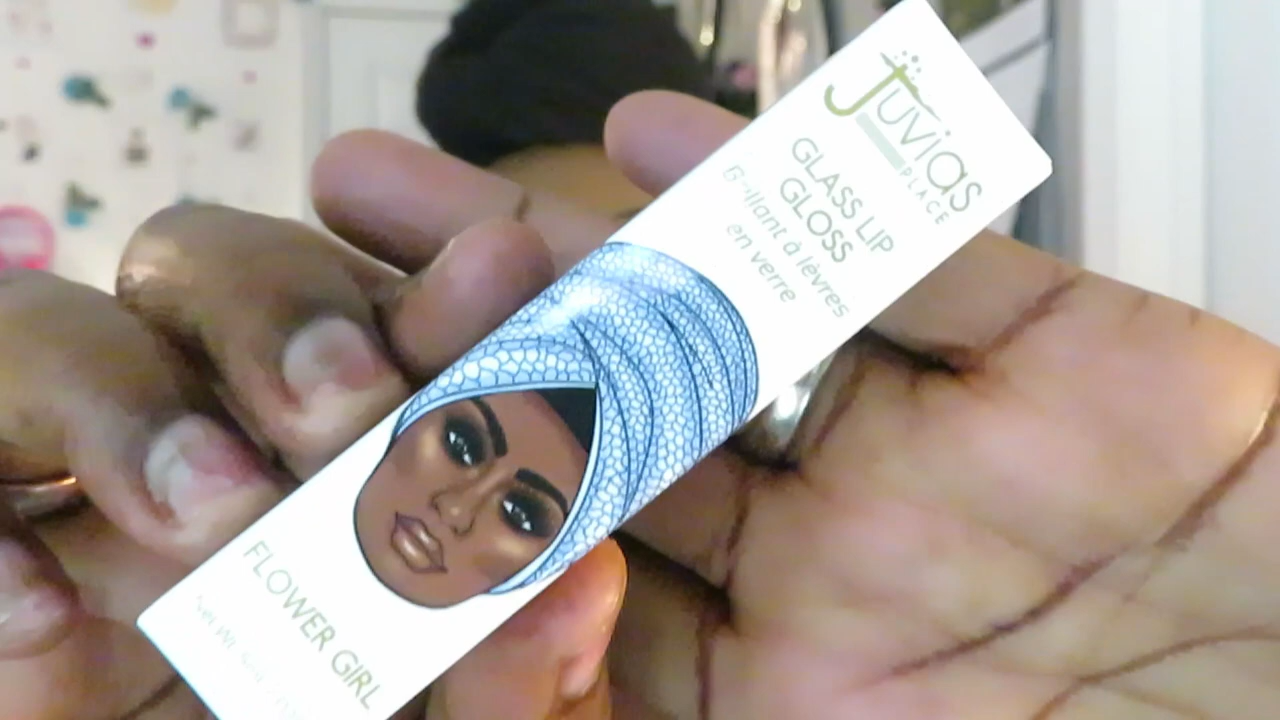 Juvias
PLACE
GLASS LIP
GLOSS
Brillant à lèvres
en verre
FLOWER GIRL